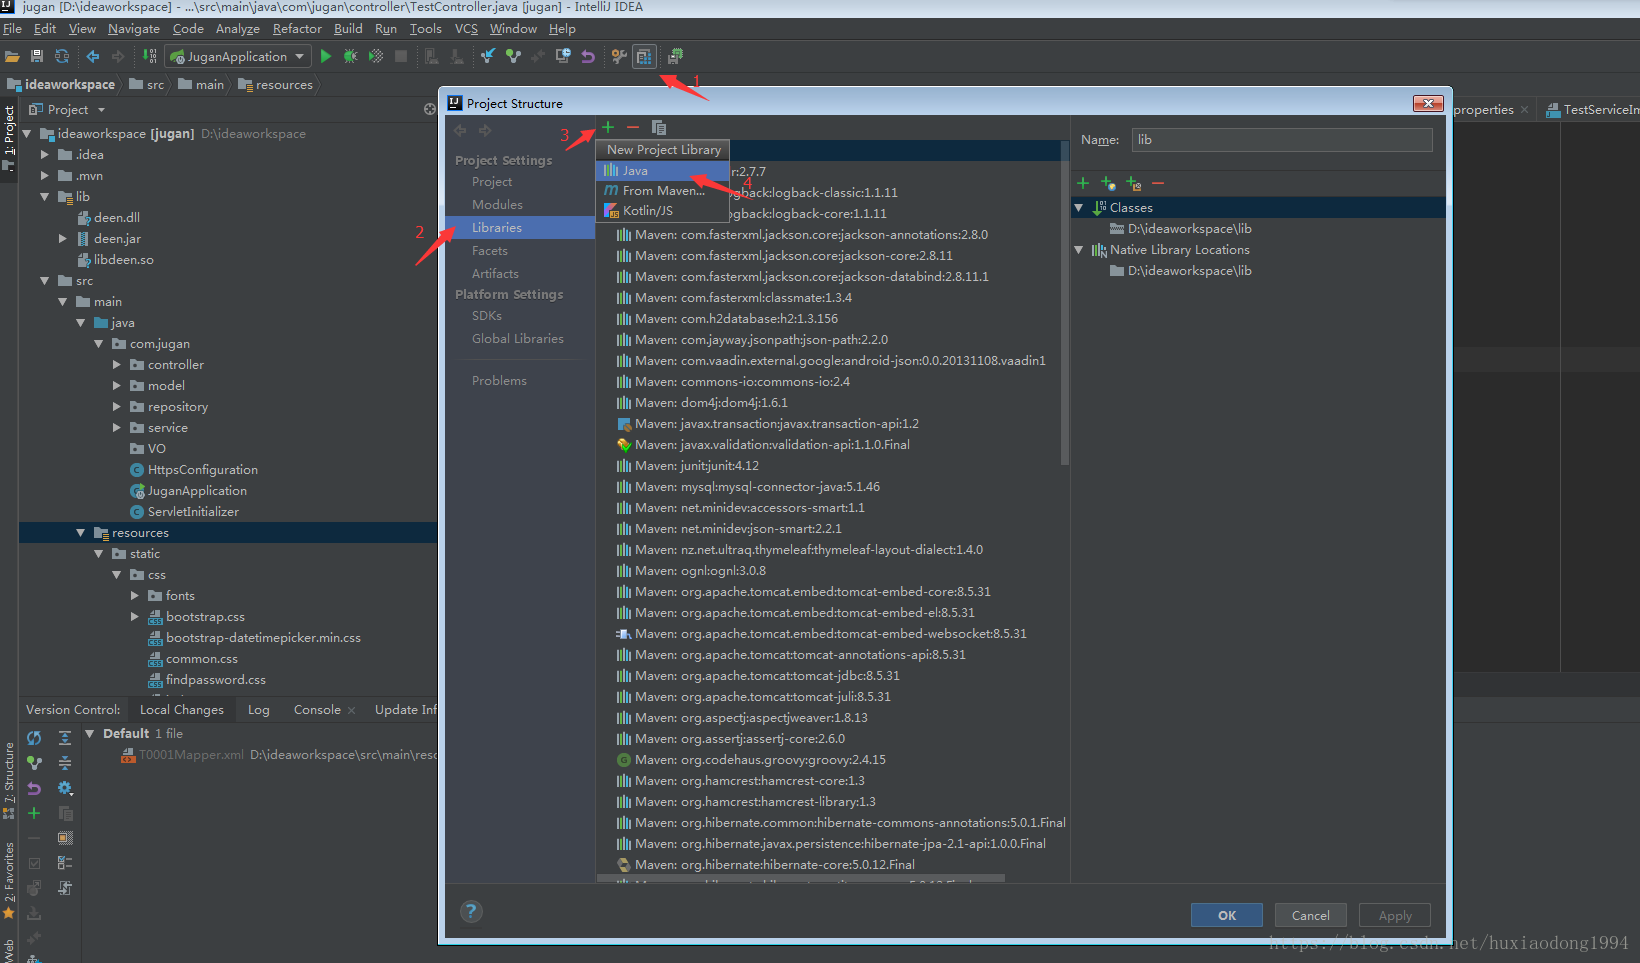 jugan [D:\ideaworkspace] - ...\src\main\java\com\jugan\controller\TestController.java [jugan] - IntelliJ IDEA
File Edit View Navigate Code Analyze Refactor Build Run Tools VCS Window Help
JuganApplication
ideaworkspace src main resources
1
Project
properties
TestServiceIm
1: Project
7: Structure
2: Favorites
Web
ideaworkspace [jugan] D:\ideaworkspace
.idea
.mvn
lib
deen.dll
deen.jar
libdeen.so
src
main
java
com.jugan
controller
model
repository
service
VO
HttpsConfiguration
JuganApplication
ServletInitializer
resources
static
css
fonts
bootstrap.css
bootstrap-datetimepicker.min.css
common.css
findpassword.css
Version Control: Local Changes Log Console Update Inf
Default 1 file
T0001Mapper.xml D:\ideaworkspace\src\main\resc
Project Structure
Project Settings
Project
Modules
2
Libraries
Facets
Artifacts
Platform Settings
SDKs
Global Libraries
Problems
3
New Project Library
Java
4
From Maven...
Kotlin/JS
r:2.7.7
gback:logback-classic:1.1.11
gback:logback-core:1.1.11
Maven: com.fasterxml.jackson.core:jackson-annotations:2.8.0
Maven: com.fasterxml.jackson.core:jackson-core:2.8.11
Maven: com.fasterxml.jackson.core:jackson-databind:2.8.11.1
Maven: com.fasterxml:classmate:1.3.4
Maven: com.h2database:h2:1.3.156
Maven: com.jayway.jsonpath:json-path:2.2.0
Maven: com.vaadin.external.google:android-json:0.0.20131108.vaadin1
Maven: commons-io:commons-io:2.4
Maven: dom4j:dom4j:1.6.1
Maven: javax.transaction:javax.transaction-api:1.2
Maven: javax.validation:validation-api:1.1.0.Final
Maven: junit:junit:4.12
Maven: mysql:mysql-connector-java:5.1.46
Maven: net.minidev:accessors-smart:1.1
Maven: net.minidev:json-smart:2.2.1
Maven: nz.net.ultraq.thymeleaf:thymeleaf-layout-dialect:1.4.0
Maven: ognl:ognl:3.0.8
Maven: org.apache.tomcat.embed:tomcat-embed-core:8.5.31
Maven: org.apache.tomcat.embed:tomcat-embed-el:8.5.31
Maven: org.apache.tomcat.embed:tomcat-embed-websocket:8.5.31
Maven: org.apache.tomcat:tomcat-annotations-api:8.5.31
Maven: org.apache.tomcat:tomcat-jdbc:8.5.31
Maven: org.apache.tomcat:tomcat-juli:8.5.31
Maven: org.aspectj:aspectjweaver:1.8.13
Maven: org.assertj:assertj-core:2.6.0
Maven: org.codehaus.groovy:groovy:2.4.15
Maven: org.hamcrest:hamcrest-core:1.3
Maven: org.hamcrest:hamcrest-library:1.3
Maven: org.hibernate.common:hibernate-commons-annotations:5.0.1.Final
Maven: org.hibernate.javax.persistence:hibernate-jpa-2.1-api:1.0.0.Final
Maven: org.hibernate:hibernate-core:5.0.12.Final
Name: lib
Classes
D:\ideaworkspace\lib
Native Library Locations
D:\ideaworkspace\lib
OK Cancel Apply
https://blog.csdn.net/huxiaodong1994